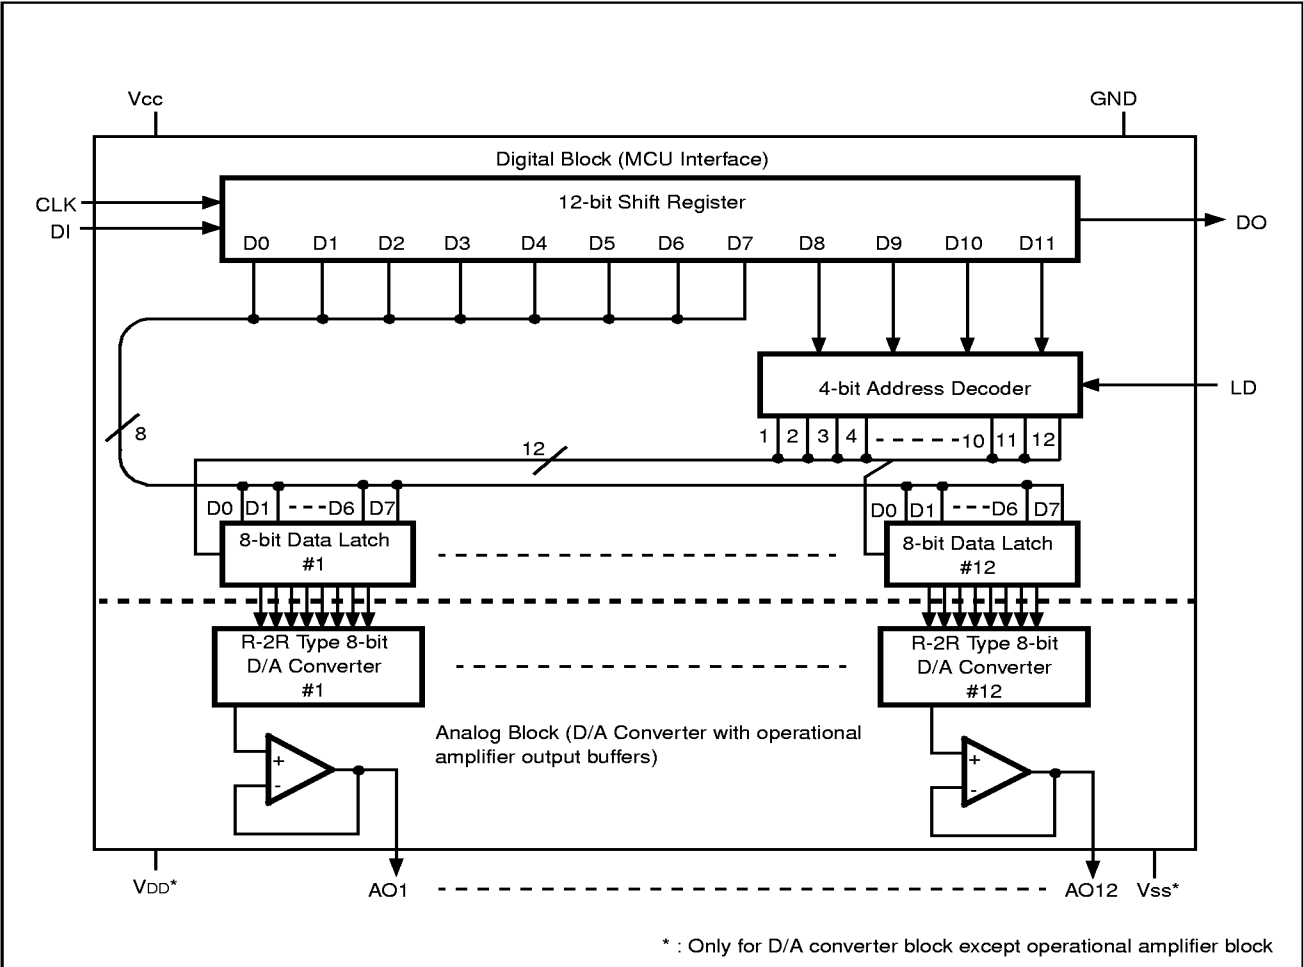 Vcc
GND
Digital Block (MCU Interface)
CLK
12-bit Shift Register
DO
DI
D0 D1 D2 D3 D4 D5 D6 D7 D8 D9 D10 D11
4-bit Address Decoder
LD
8
1 2 3 4 10 11 12
12
D0 D1 D6 D7
D0 D1 D6 D7
8-bit Data Latch
#1
8-bit Data Latch
#12
R-2R Type 8-bit
D/A Converter
#1
R-2R Type 8-bit
D/A Converter
#12
Analog Block (D/A Converter with operational
amplifier output buffers)
+
-
+
-
VDD*
AO1
AO12
Vss*
* : Only for D/A converter block except operational amplifier block